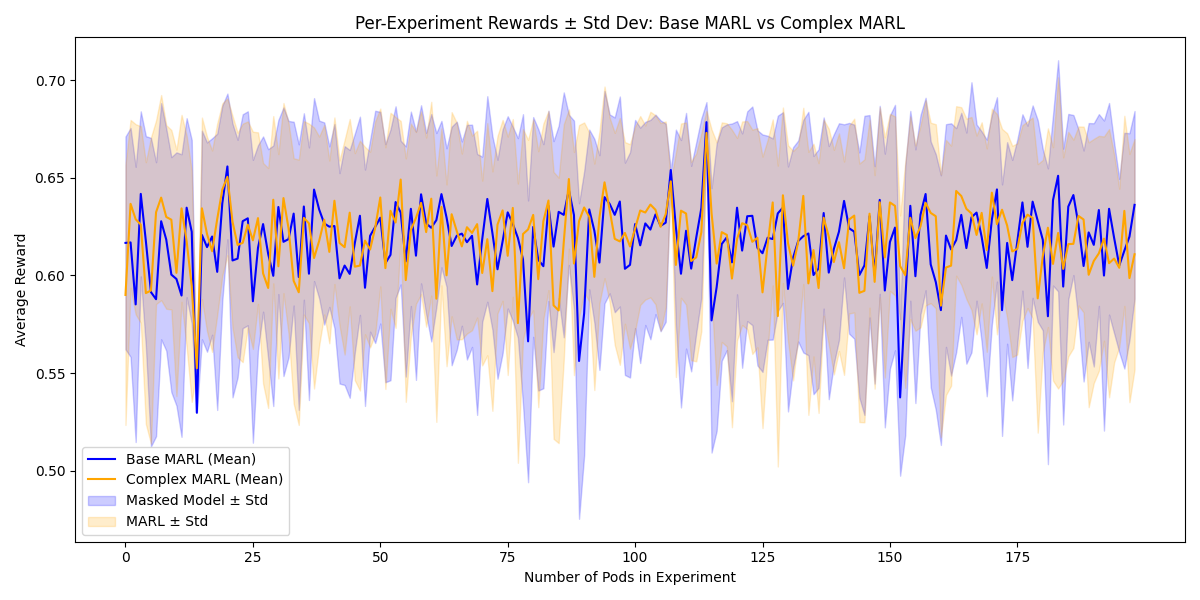 Per-Experiment Rewards ± Std Dev: Base MARL vs Complex MARL
Average Reward
0.70
0.65
0.60
0.55
0.50
Base MARL (Mean)
Complex MARL (Mean)
Masked Model ± Std
MARL ± Std
0 25 50 75 100 125 150 175
Number of Pods in Experiment